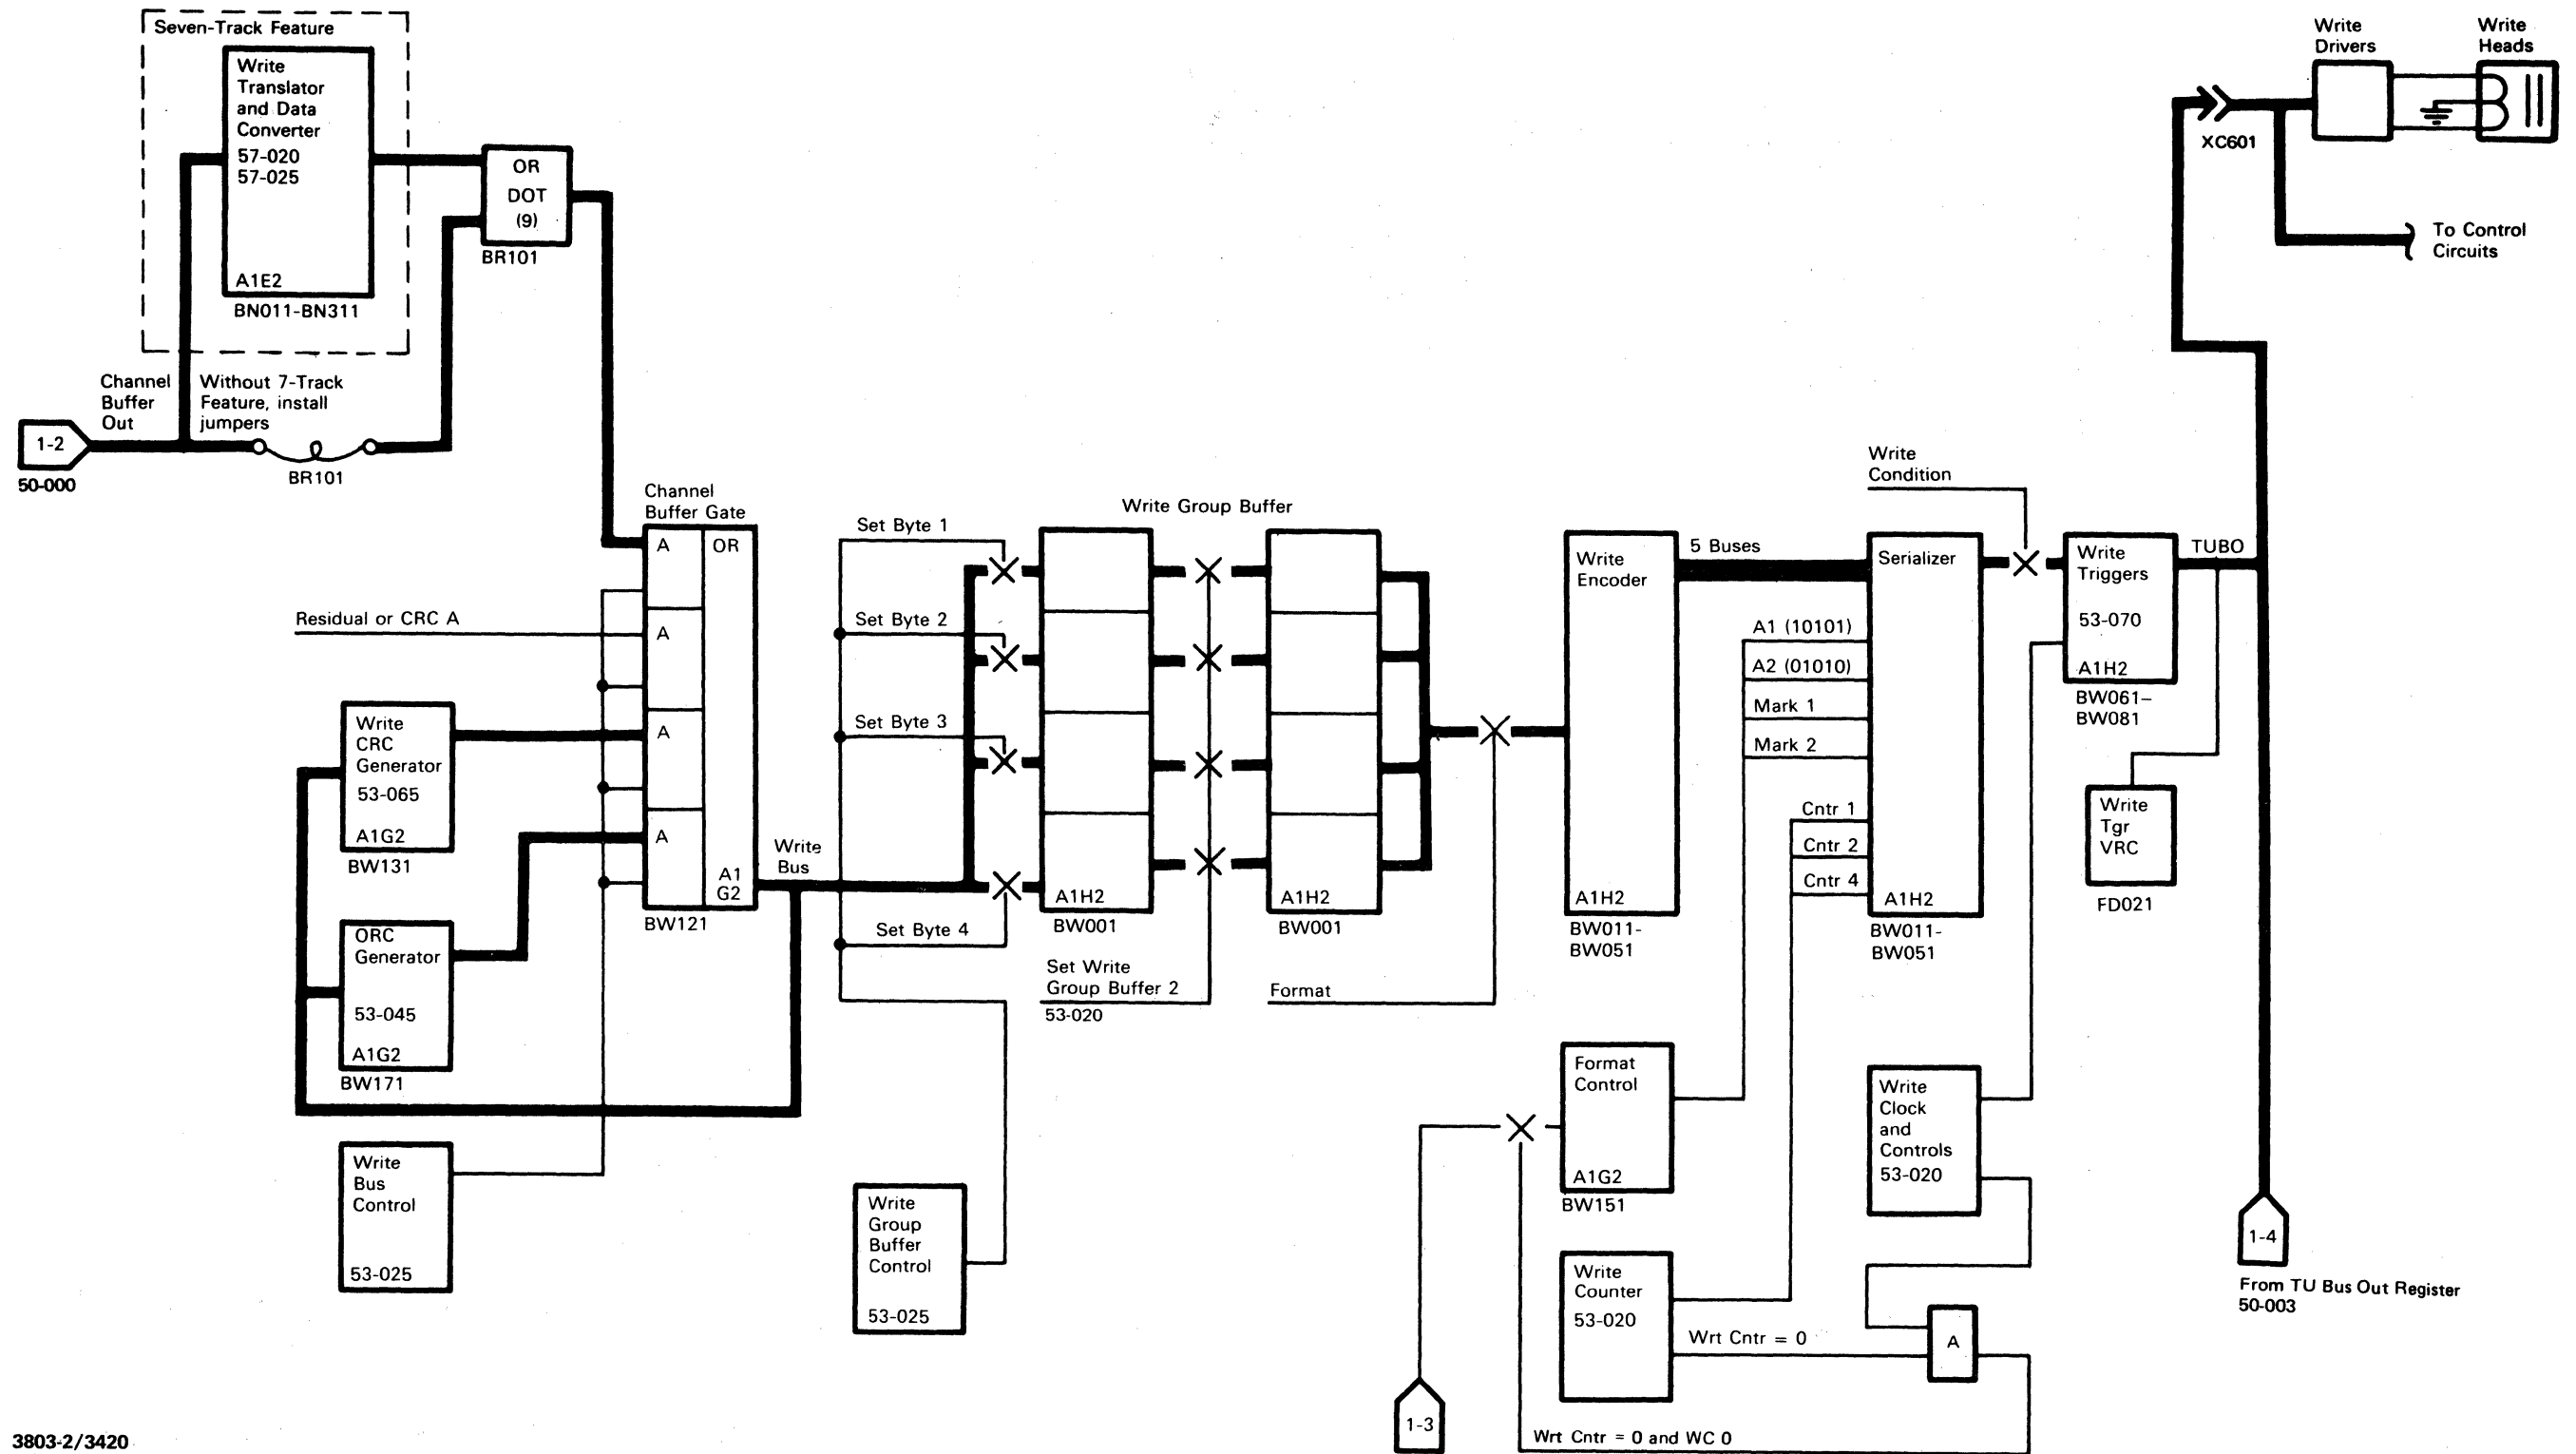 Seven-Track Feature
Write
Translator
and Data
Converter
57-020
57-025
A1E2
BN011-BN311
OR
DOT
(9)
BR101
Channel
Buffer
Out
Without 7-Track
Feature, install
jumpers
1-2
50-000
BR101
Write
Drivers
Write
Heads
XC601
To Control
Circuits
Channel
Buffer Gate
A
OR
A
A
A
A1
G2
BW121
Residual or CRC A
Write
CRC
Generator
53-065
A1G2
BW131
ORC
Generator
53-045
A1G2
BW171
Write
Bus
Control
53-025
Write
Bus
Set Byte 1
Set Byte 2
Set Byte 3
Set Byte 4
Write Group Buffer
A1H2
BW001
A1H2
BW001
Set Write
Group Buffer 2
53-020
Format
Write
Group
Buffer
Control
53-025
Write
Encoder
A1H2
BW011-
BW051
5 Buses
A1 (10101)
A2 (01010)
Mark 1
Mark 2
Cntr 1
Cntr 2
Cntr 4
Serializer
A1H2
BW011-
BW051
Write
Condition
Write
Triggers
53-070
A1H2
BW061–
BW081
TUBO
Write
Tgr
VRC
FD021
Format
Control
A1G2
BW151
Write
Counter
53-020
Write
Clock
and
Controls
53-020
Wrt Cntr = 0
A
Wrt Cntr = 0 and WC 0
1-3
1-4
From TU Bus Out Register
50-003
3803-2/3420